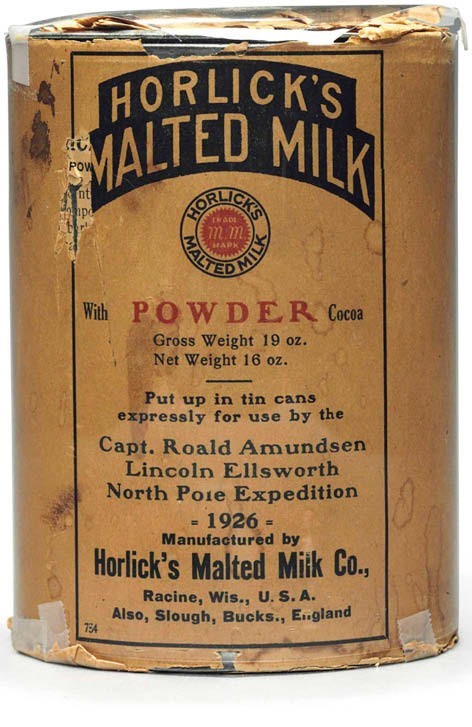 HORLICK'S
MALTED MILK
HORLICK'S
TRADE
M.M.
MARK
MALTED MILK
With POWDER Cocoa
Gross Weight 19 oz.
Net Weight 16 oz.
Put up in tin cans
expressly for use by the
Capt. Roald Amundsen
Lincoln Ellsworth
North Pole Expedition
= 1926 =
Manufactured by
Horlick's Malted Milk Co.,
Racine, Wis., U. S. A.
Also, Slough, Bucks., England
784
POW